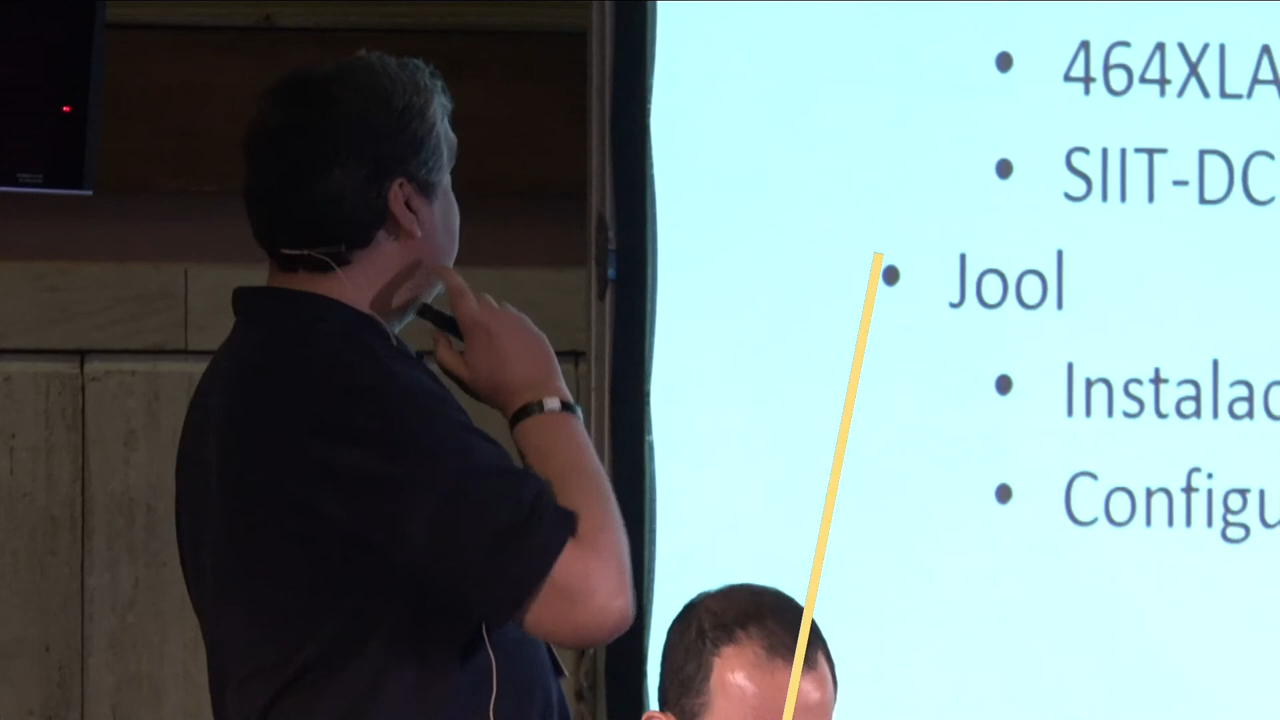 • 464XLA
• SIIT-DC
• Jool
• Instalac
• Configu